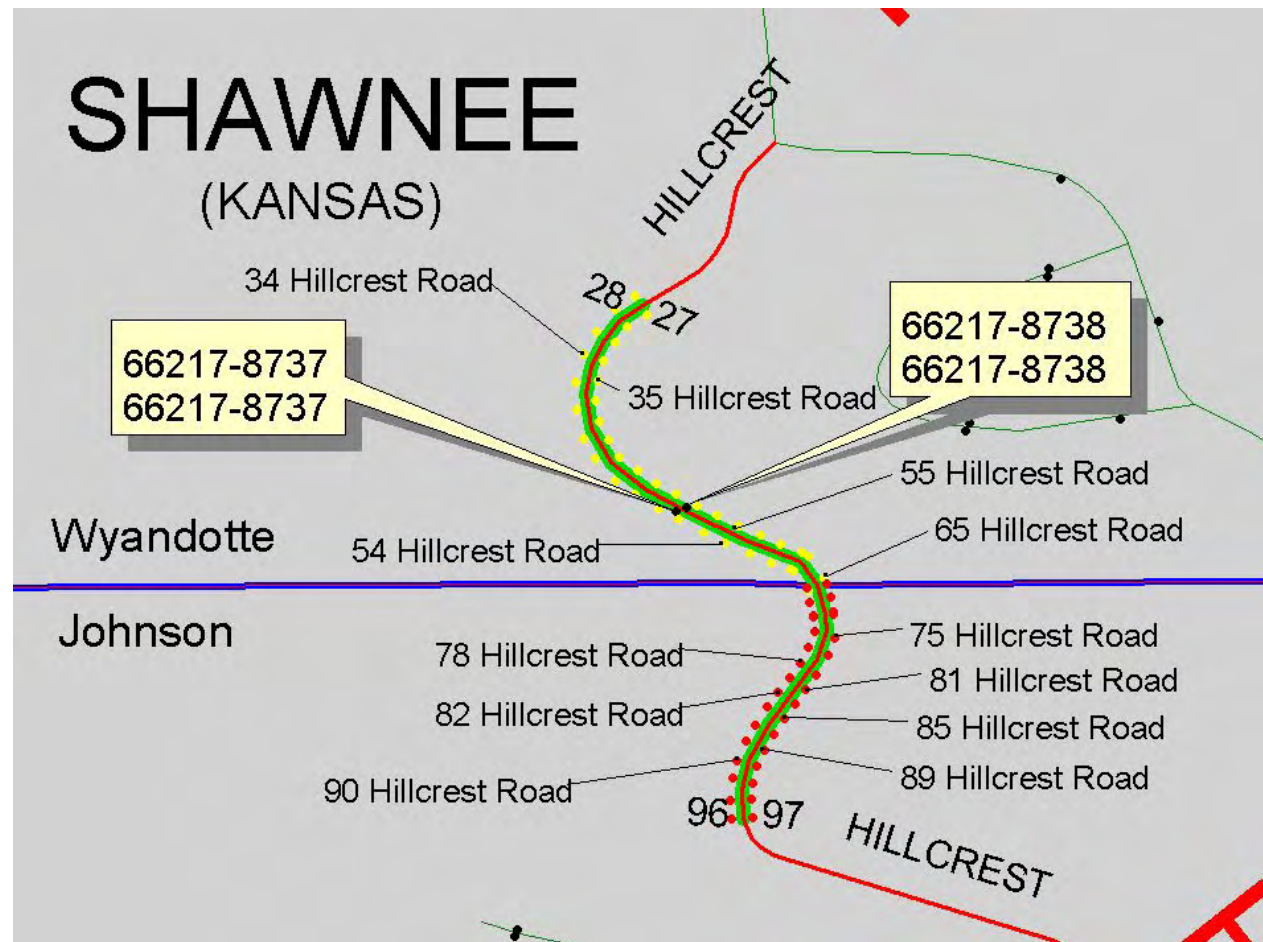 SHAWNEE
(KANSAS)
HILLCREST
34 Hillcrest Road
28
27
66217-8737
66217-8737
66217-8738
66217-8738
35 Hillcrest Road
55 Hillcrest Road
65 Hillcrest Road
Wyandotte
54 Hillcrest Road
Johnson
75 Hillcrest Road
78 Hillcrest Road
81 Hillcrest Road
82 Hillcrest Road
85 Hillcrest Road
89 Hillcrest Road
90 Hillcrest Road
96
97
HILLCREST